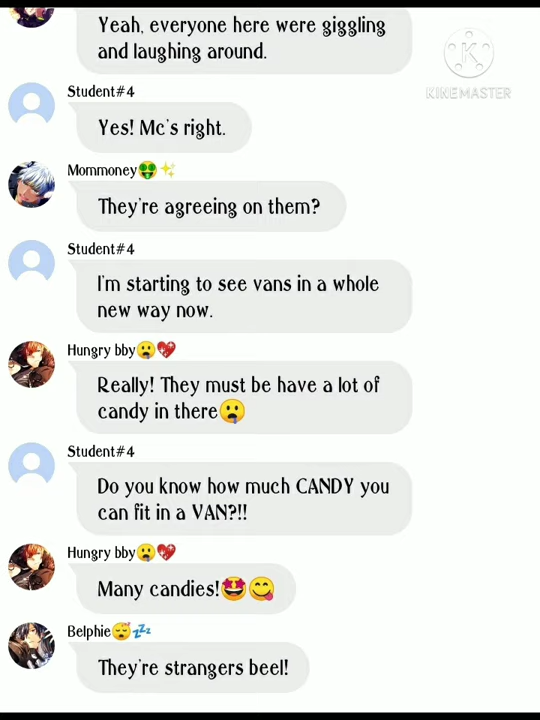 Yeah, everyone here were giggling
and laughing around.
KINEMASTER
Student#4
Yes! Mc's right.
Mommoney🤑✨
They're agreeing on them?
Student#4
I'm starting to see vans in a whole
new way now.
Hungry bby😮💖
Really! They must be have a lot of
candy in there😮
Student#4
Do you know how much CANDY you
can fit in a VAN?!!
Hungry bby😮💖
Many candies!🤩😋
Belphie😴💤
They're strangers beel!